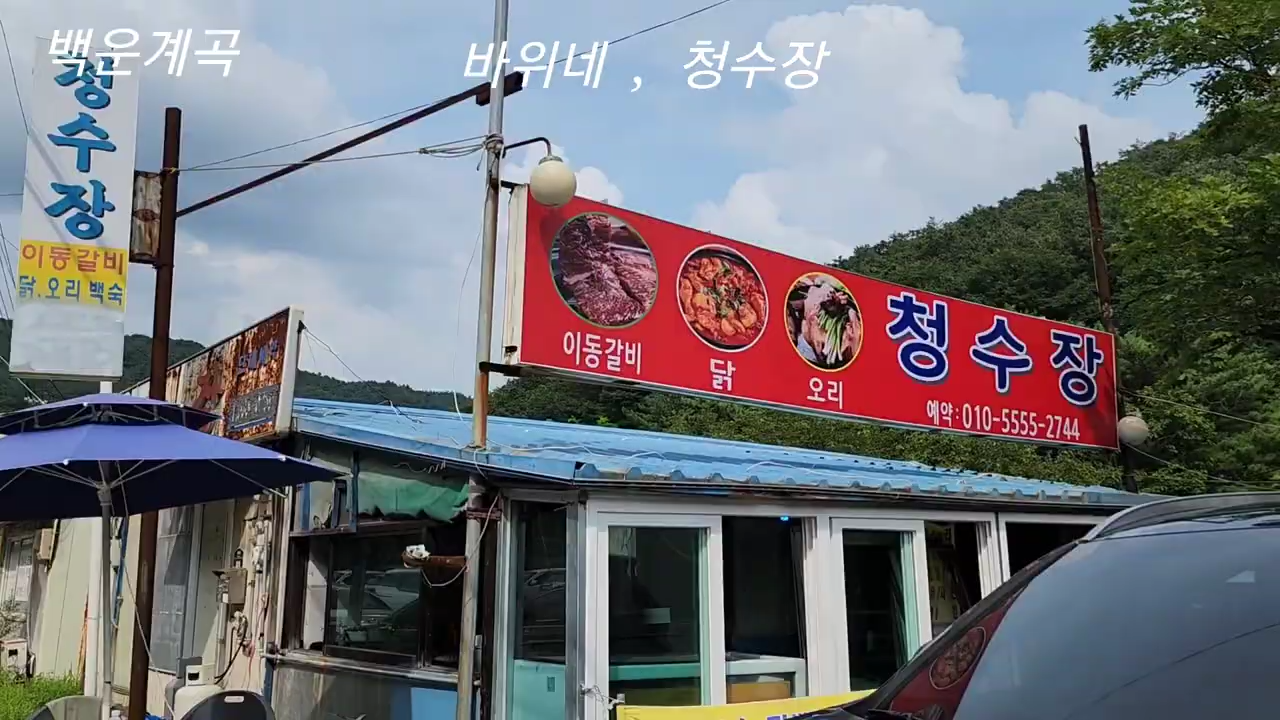 백운계곡
바위네 , 청수장
청수장
이동갈비
닭.오리 백숙
이동갈비
닭
오리
청수장
예약:010-5555-2744